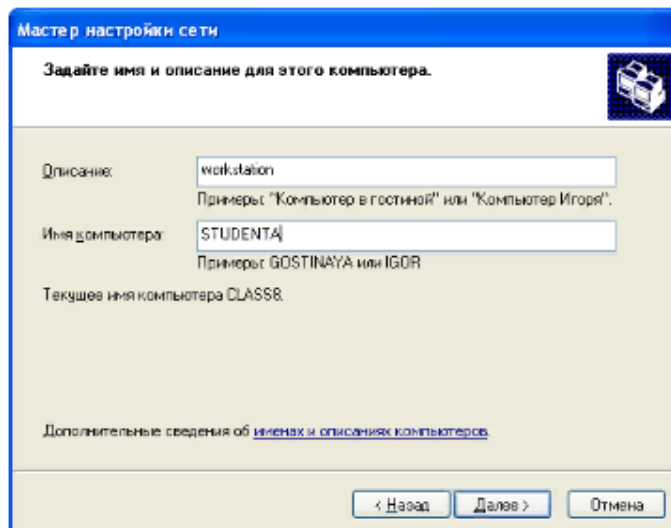 Мастер настройки сети
Задайте имя и описание для этого компьютера.
Описание:
workstation
Примеры: "Компьютер в гостиной" или "Компьютер Игоря".
Имя компьютера:
STUDENTA
Примеры: GOSTINAYA или IGOR
Текущее имя компьютера CLASS8.
Дополнительные сведения об именах и описаниях компьютеров.
< Назад Далее > Отмена